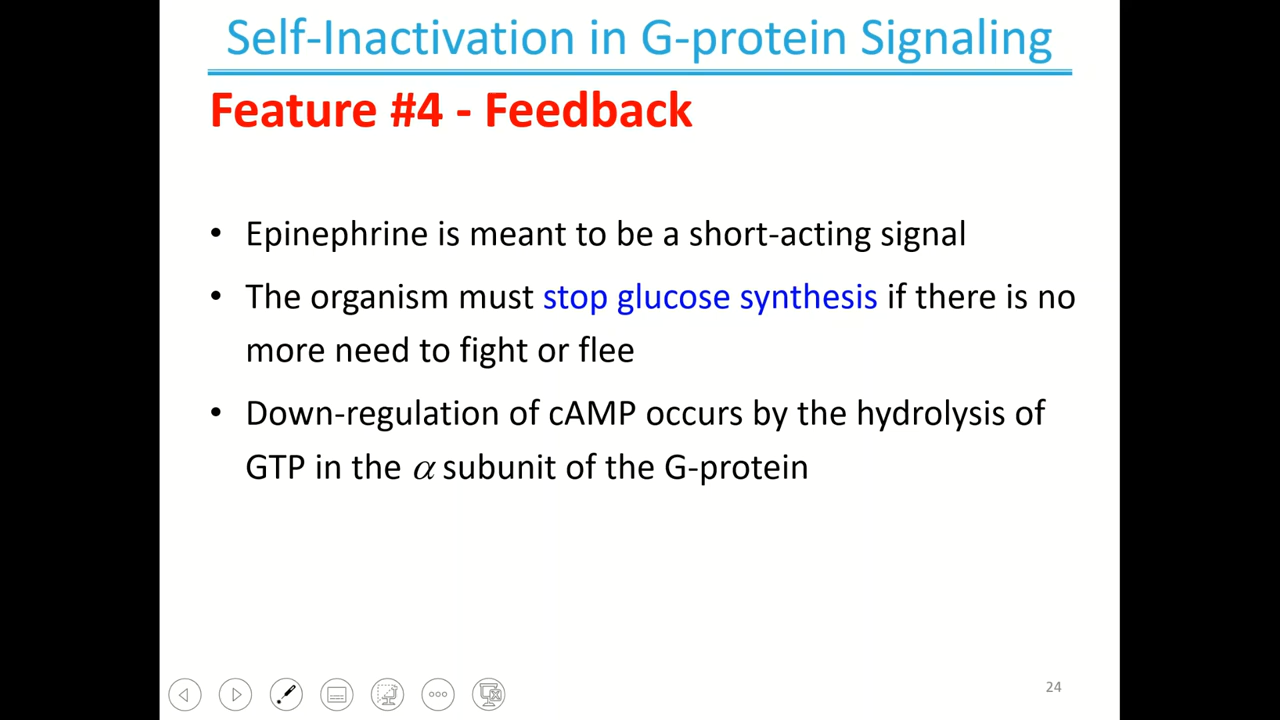 Self-Inactivation in G-protein Signaling
Feature #4 - Feedback
• Epinephrine is meant to be a short-acting signal
• The organism must stop glucose synthesis if there is no
more need to fight or flee
• Down-regulation of cAMP occurs by the hydrolysis of
GTP in the α subunit of the G-protein
24